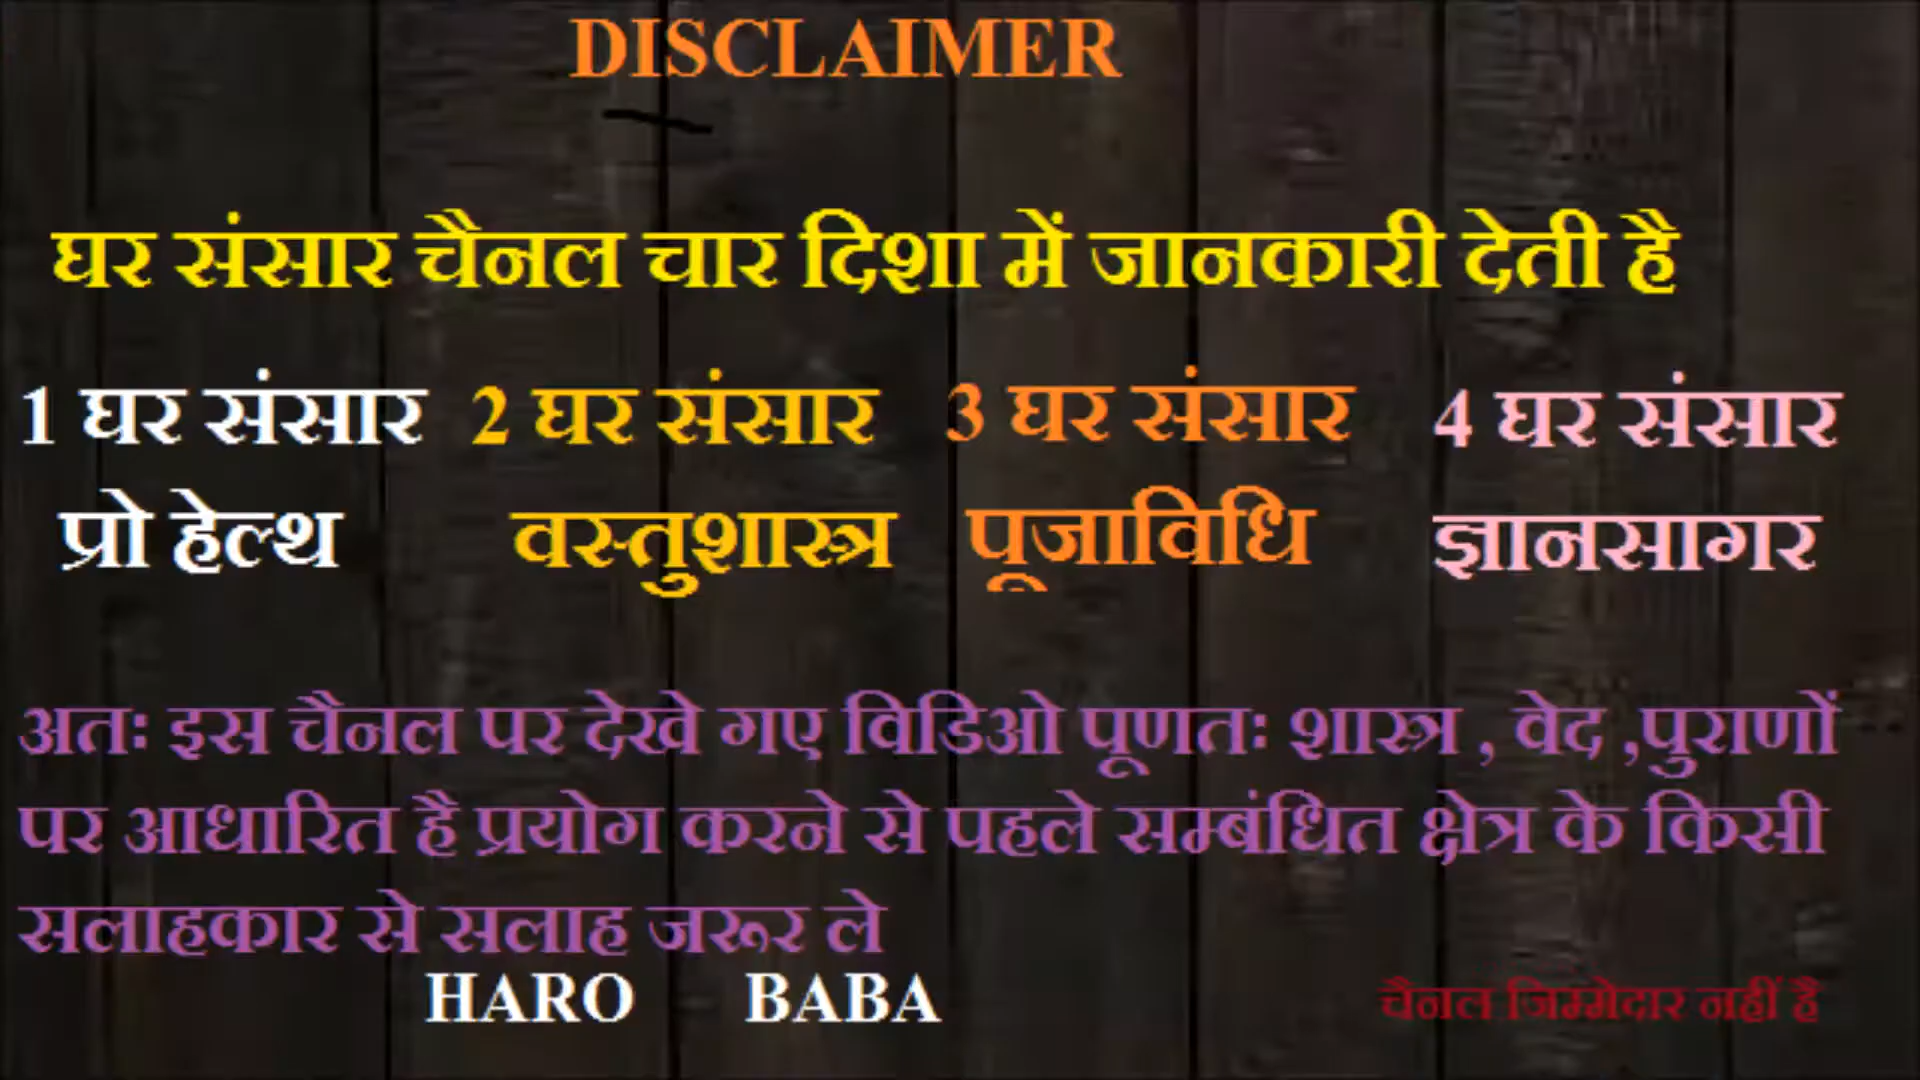 DISCLAIMER
घर संसार चैनल चार दिशा में जानकारी देती है
1 घर संसार 2 घर संसार 3 घर संसार 4 घर संसार
प्रो हेल्थ वस्तुशास्त्र पूजाविधि ज्ञानसागर
अतः इस चैनल पर देखे गए विडिओ पूणतः शास्त्र , वेद ,पुराणों
पर आधारित है प्रयोग करने से पहले सम्बंधित क्षेत्र के किसी
सलाहकार से सलाह जरूर ले
HARO BABA
चैनल जिम्मेदार नहीं है